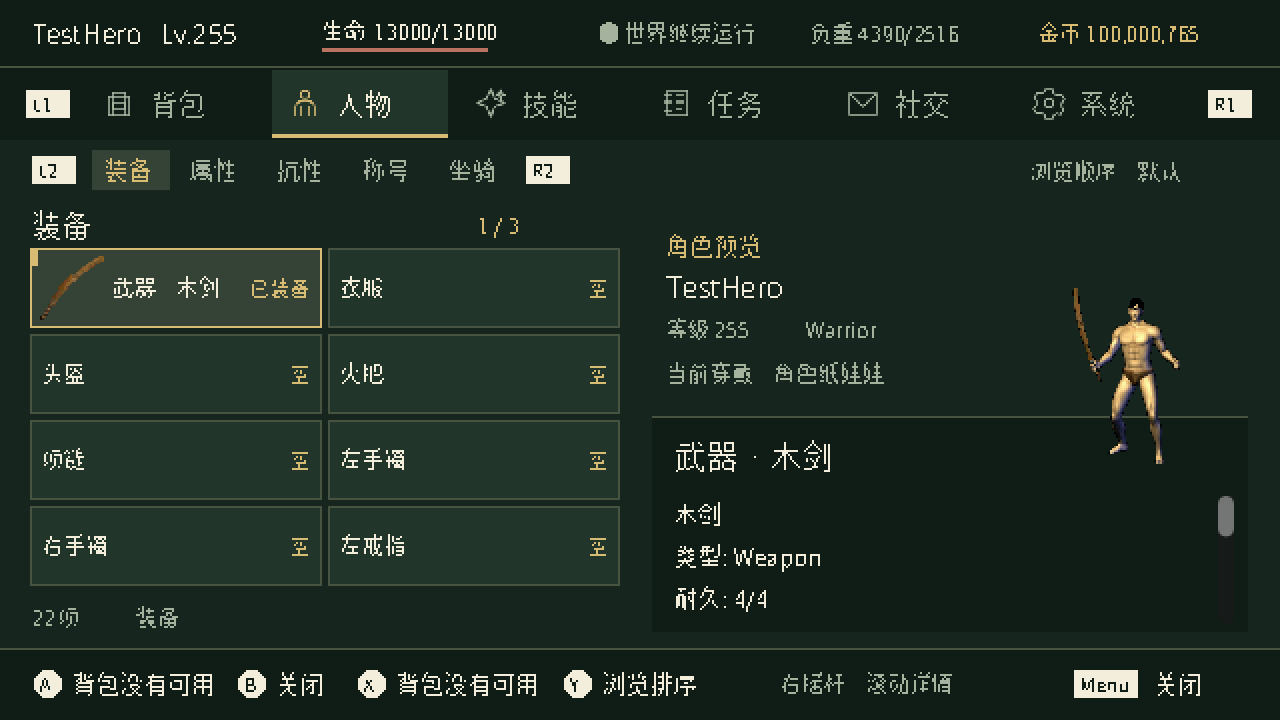 TestHero Lv.255 生命 13000/13000 世界继续运行 负重4390/2516 金币 100,000,765
L1 背包 人物 技能 任务 社交 系统 R1
L2 装备 属性 抗性 称号 坐骑 R2 浏览顺序 默认
装备 1/3
武器 木剑 已装备 衣服 空
头盔 空 火把 空
项链 空 左手镯 空
右手镯 空 左戒指 空
22项 装备
角色预览
TestHero
等级 255 Warrior
当前穿戴 角色纸娃娃
武器 · 木剑
木剑
类型: Weapon
耐久: 4/4
A 背包没有可用 B 关闭 X 背包没有可用 Y 浏览排序 右摇杆 滚动详情 Menu 关闭